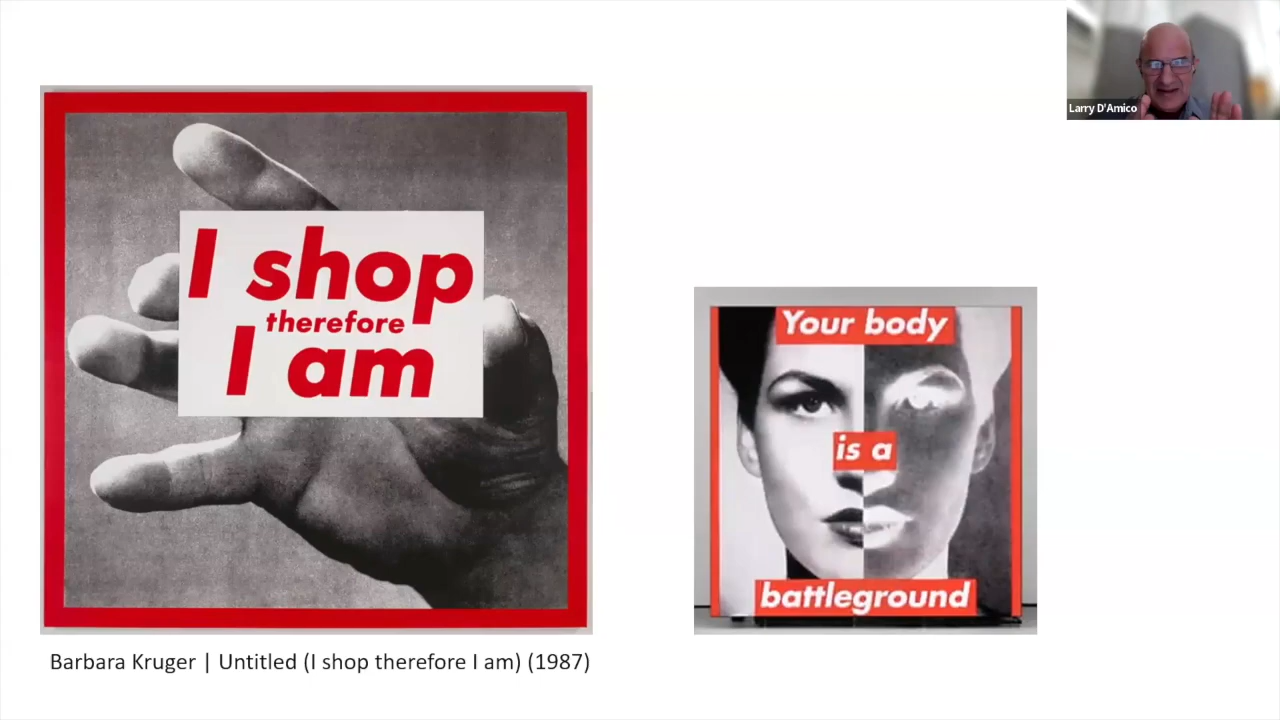 I shop
therefore
I am
Your body
is a
battleground
Larry D'Amico
Barbara Kruger | Untitled (I shop therefore I am) (1987)